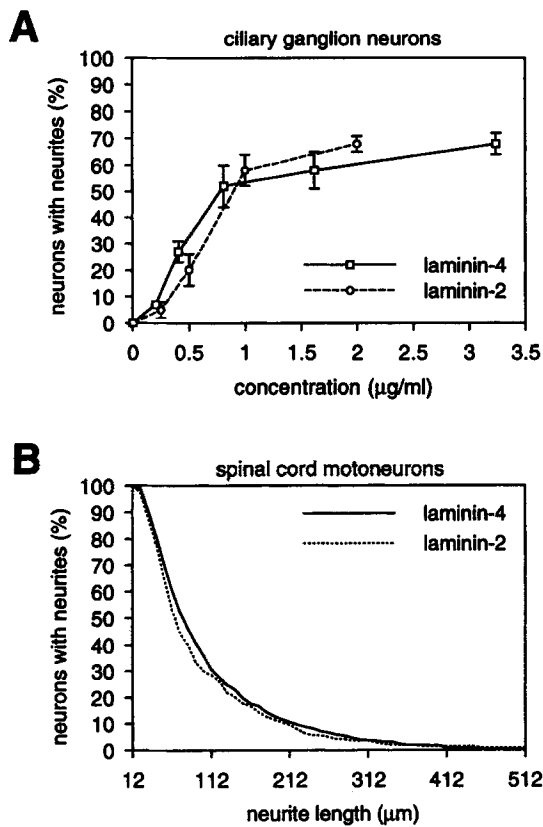 A
ciliary ganglion neurons
neurons with neurites (%)
100
90
80
70
60
50
40
30
20
10
0
laminin-4
laminin-2
0 0.5 1 1.5 2 2.5 3 3.5
concentration (μg/ml)
B
spinal cord motoneurons
neurons with neurites (%)
100
90
80
70
60
50
40
30
20
10
0
laminin-4
laminin-2
12 112 212 312 412 512
neurite length (μm)